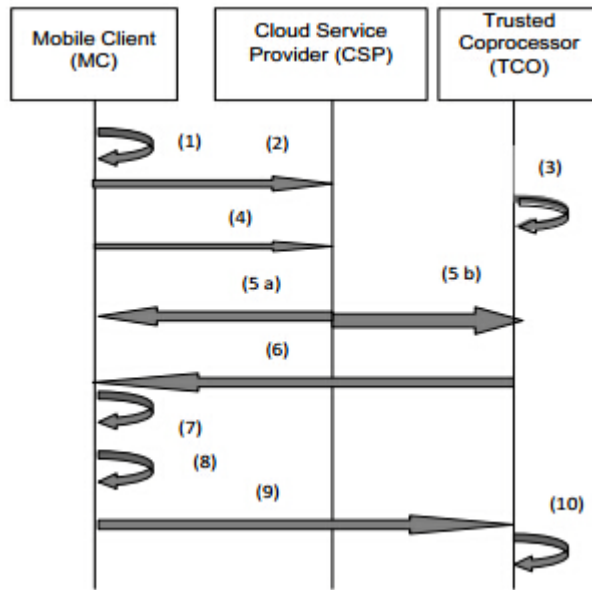 Mobile Client
(MC)
Cloud Service
Provider (CSP)
Trusted
Coprocessor
(TCO)
(1)
(2)
(3)
(4)
(5 a)
(5 b)
(6)
(7)
(8)
(9)
(10)